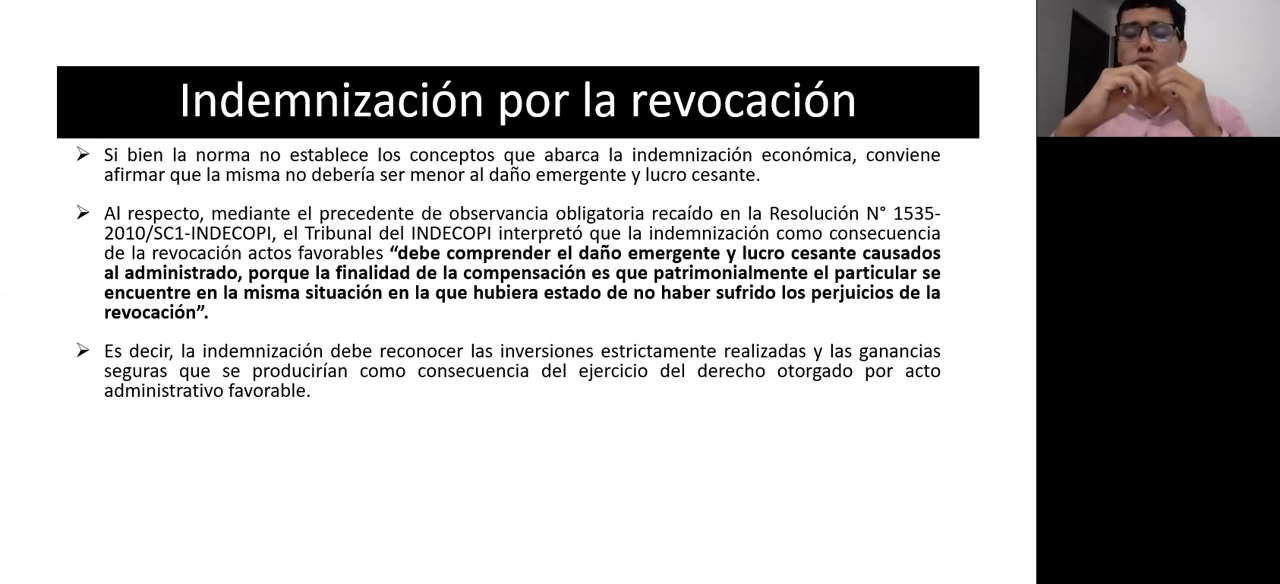 Indemnización por la revocación
➢ Si bien la norma no establece los conceptos que abarca la indemnización económica, conviene
afirmar que la misma no debería ser menor al daño emergente y lucro cesante.
➢ Al respecto, mediante el precedente de observancia obligatoria recaído en la Resolución N° 1535-
2010/SC1-INDECOPI, el Tribunal del INDECOPI interpretó que la indemnización como consecuencia
de la revocación actos favorables “debe comprender el daño emergente y lucro cesante causados
al administrado, porque la finalidad de la compensación es que patrimonialmente el particular se
encuentre en la misma situación en la que hubiera estado de no haber sufrido los perjuicios de la
revocación”.
➢ Es decir, la indemnización debe reconocer las inversiones estrictamente realizadas y las ganancias
seguras que se producirían como consecuencia del ejercicio del derecho otorgado por acto
administrativo favorable.